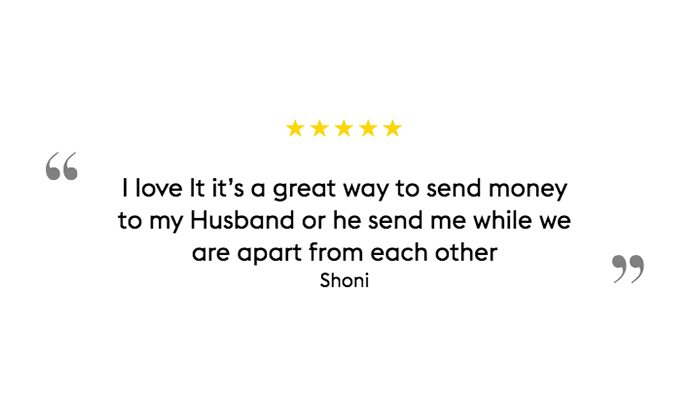 “
I love It it’s a great way to send money
to my Husband or he send me while we
are apart from each other
Shoni
”